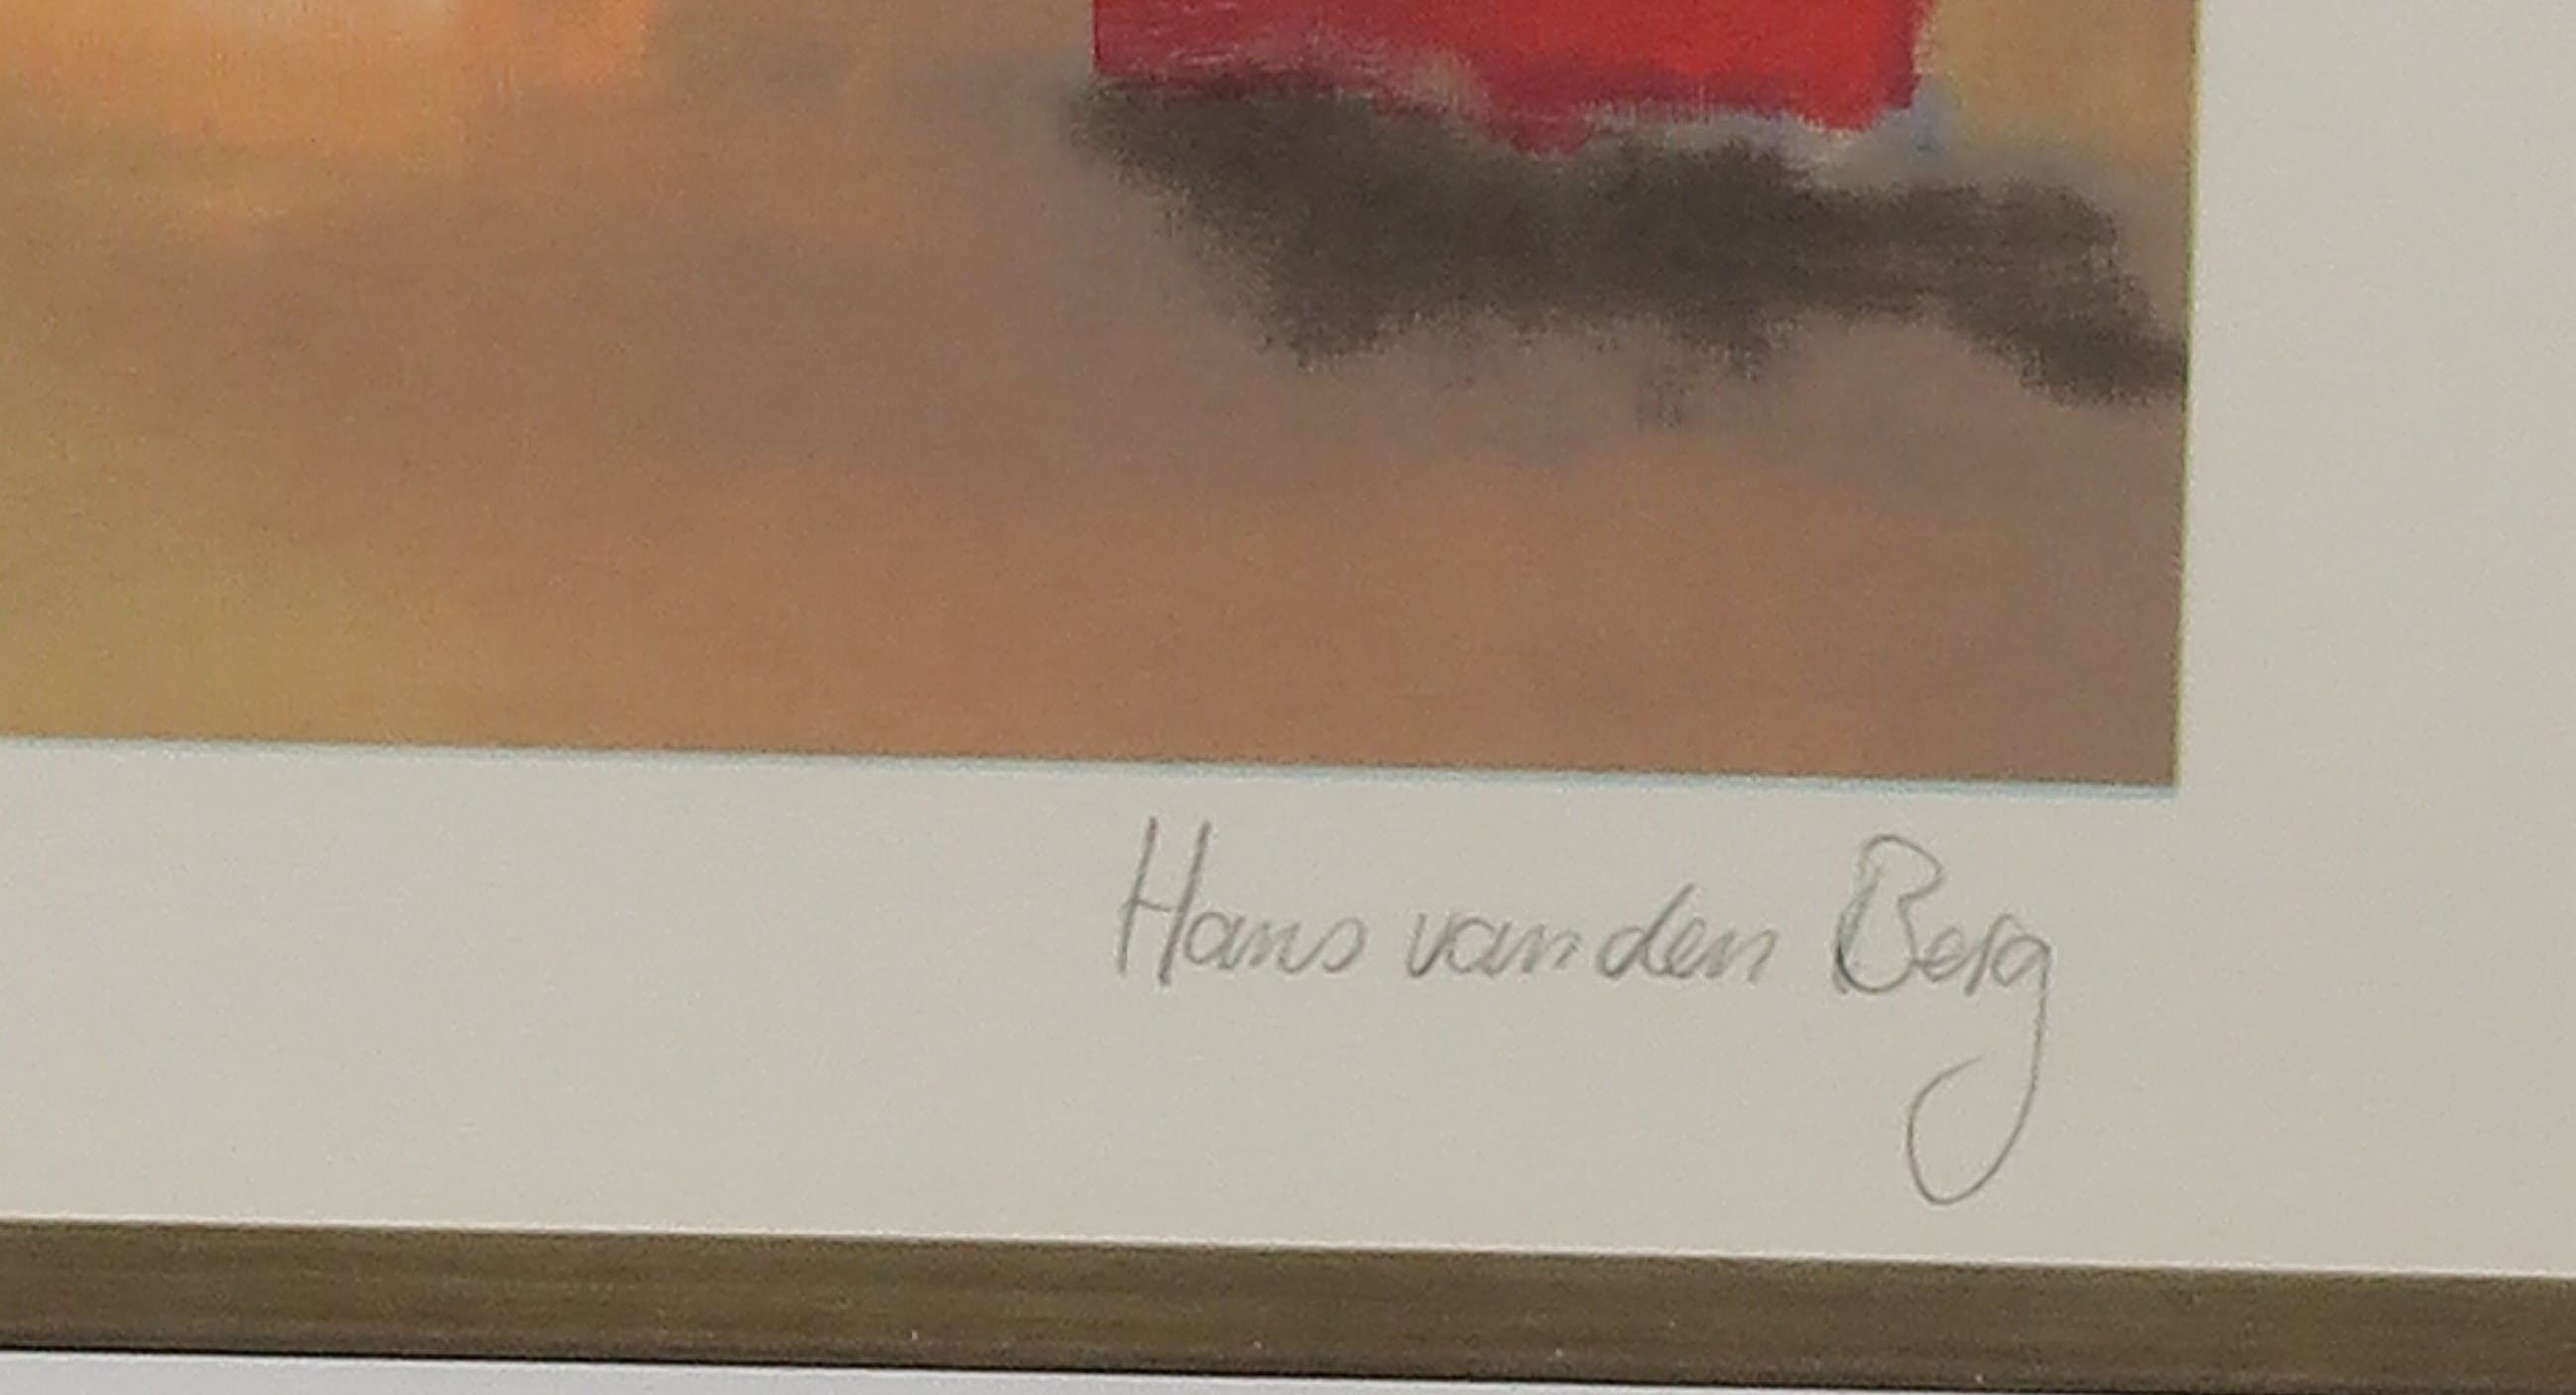 Hans van den Berg